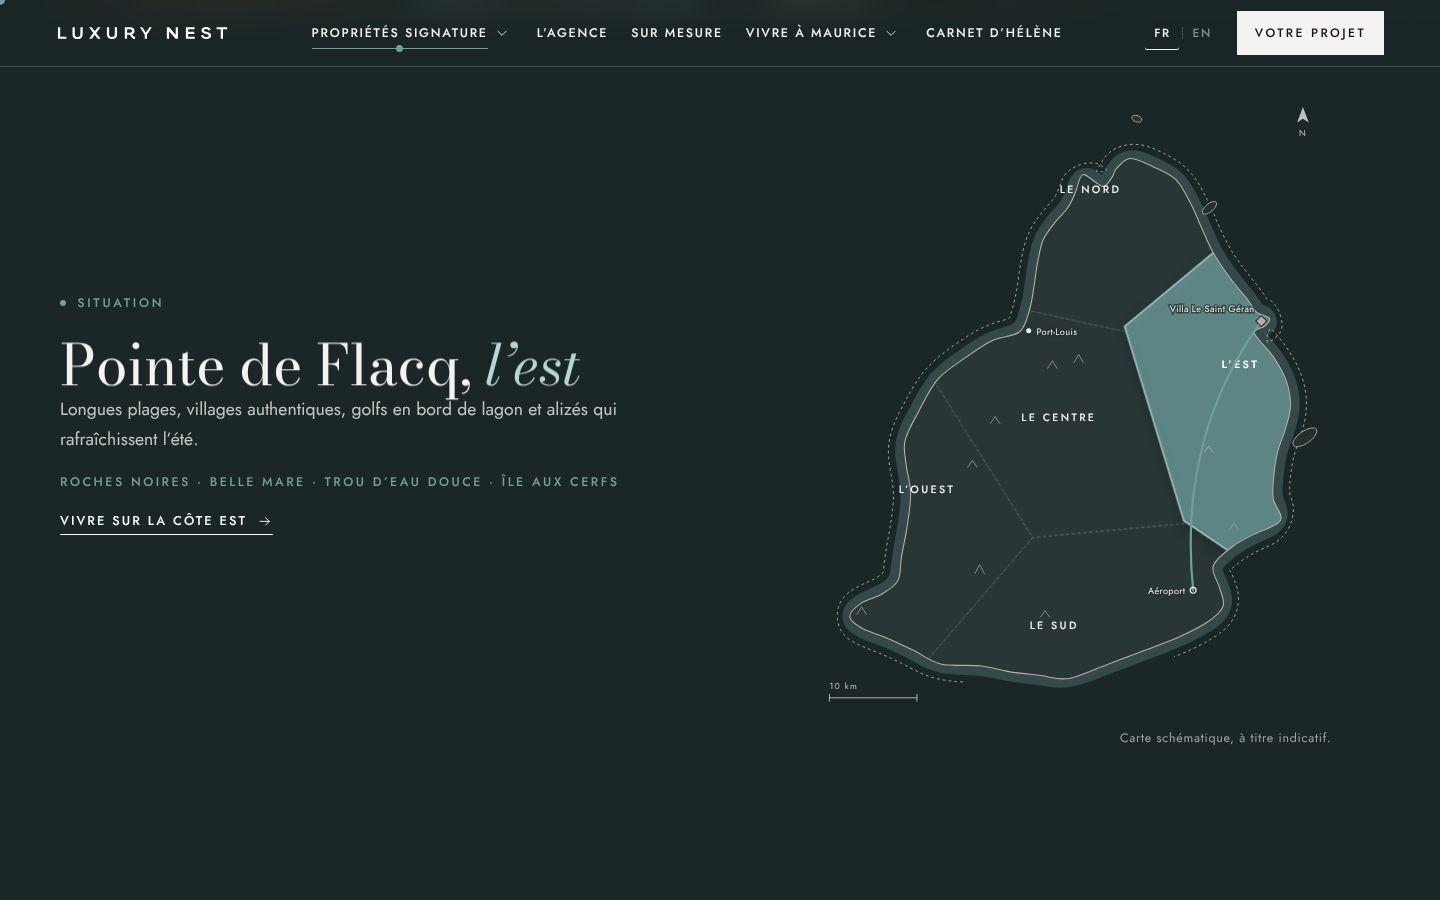 LUXURY NEST
PROPRIÉTÉS SIGNATURE
L’AGENCE
SUR MESURE
VIVRE À MAURICE
CARNET D’HÉLÈNE
FR
EN
VOTRE PROJET
SITUATION
Pointe de Flacq, l’est
Longues plages, villages authentiques, golfs en bord de lagon et alizés qui
rafraîchissent l’été.
ROCHES NOIRES · BELLE MARE · TROU D’EAU DOUCE · ÎLE AUX CERFS
VIVRE SUR LA CÔTE EST
N
LE NORD
Villa Le Saint Géran
Port-Louis
L’EST
LE CENTRE
L’OUEST
Aéroport
LE SUD
10 km
Carte schématique, à titre indicatif.